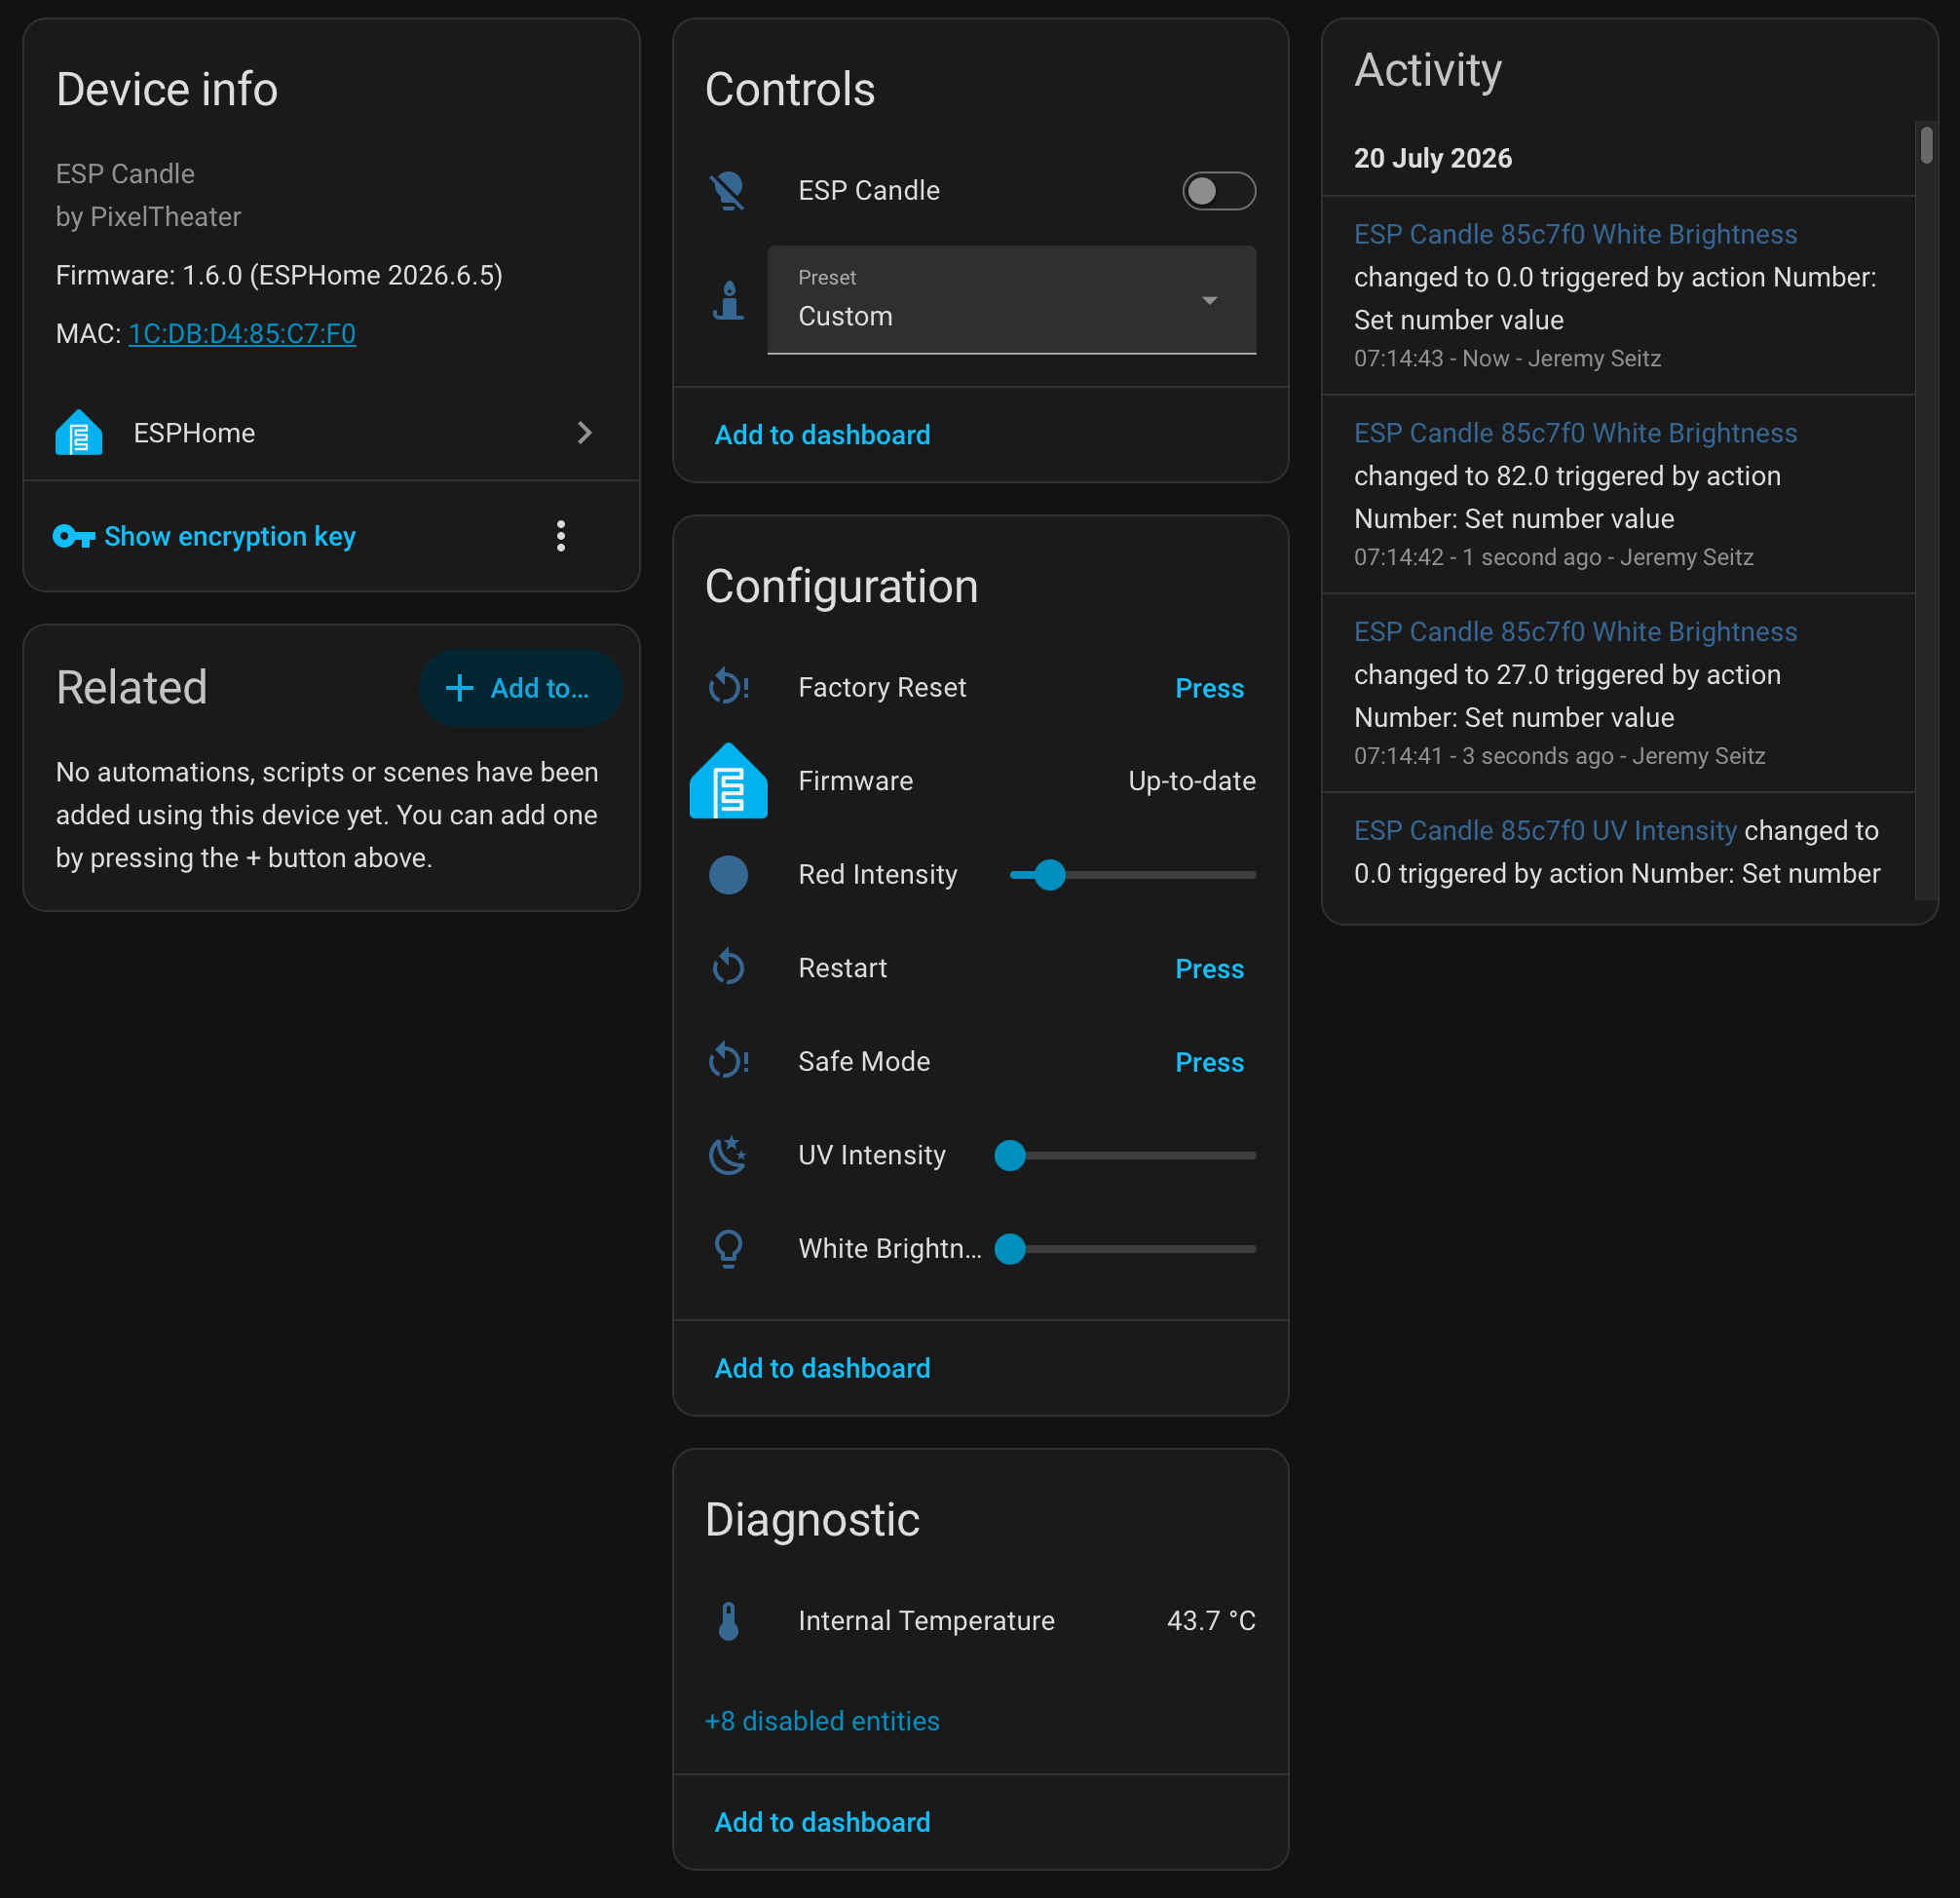 Device info
ESP Candle
by PixelTheater
Firmware: 1.6.0 (ESPHome 2026.6.5)
MAC: 1C:DB:D4:85:C7:F0
ESPHome
Show encryption key
Related
Add to...
No automations, scripts or scenes have been
added using this device yet. You can add one
by pressing the + button above.
Controls
ESP Candle
Preset
Custom
Add to dashboard
Configuration
Factory Reset Press
Firmware Up-to-date
Red Intensity
Restart Press
Safe Mode Press
UV Intensity
White Brightn...
Add to dashboard
Diagnostic
Internal Temperature 43.7 °C
+8 disabled entities
Add to dashboard
Activity
20 July 2026
ESP Candle 85c7f0 White Brightness
changed to 0.0 triggered by action Number:
Set number value
07:14:43 - Now - Jeremy Seitz
ESP Candle 85c7f0 White Brightness
changed to 82.0 triggered by action
Number: Set number value
07:14:42 - 1 second ago - Jeremy Seitz
ESP Candle 85c7f0 White Brightness
changed to 27.0 triggered by action
Number: Set number value
07:14:41 - 3 seconds ago - Jeremy Seitz
ESP Candle 85c7f0 UV Intensity changed to
0.0 triggered by action Number: Set number